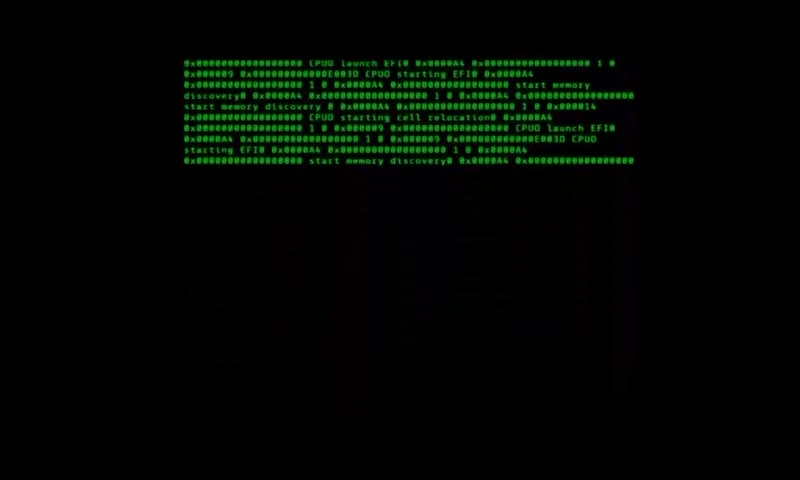 0x0000000000000000 CPU0 launch EFI0 0x0000A4 0x0000000000000000 1 0
0x000009 0x000000000000E003D CPU0 starting EFI0 0x0000A4
0x0000000000000000 1 0 0x0000A4 0x0000000000000000 start memory
discovery0 0x0000A4 0x0000000000000000 1 0 0x0000A4 0x0000000000000000
start memory discovery 0 0x0000A4 0x0000000000000000 1 0 0x000014
0x0000000000000000 CPU0 starting cell relocation0 0x0000A4
0x0000000000000000 1 0 0x000009 0x0000000000000000 CPU0 launch EFI0
0x0000A4 0x0000000000000000 1 0 0x000009 0x000000000000E003D CPU0
starting EFI0 0x0000A4 0x0000000000000000 1 0 0x0000A4
0x0000000000000000 start memory discovery0 0x0000A4 0x0000000000000000